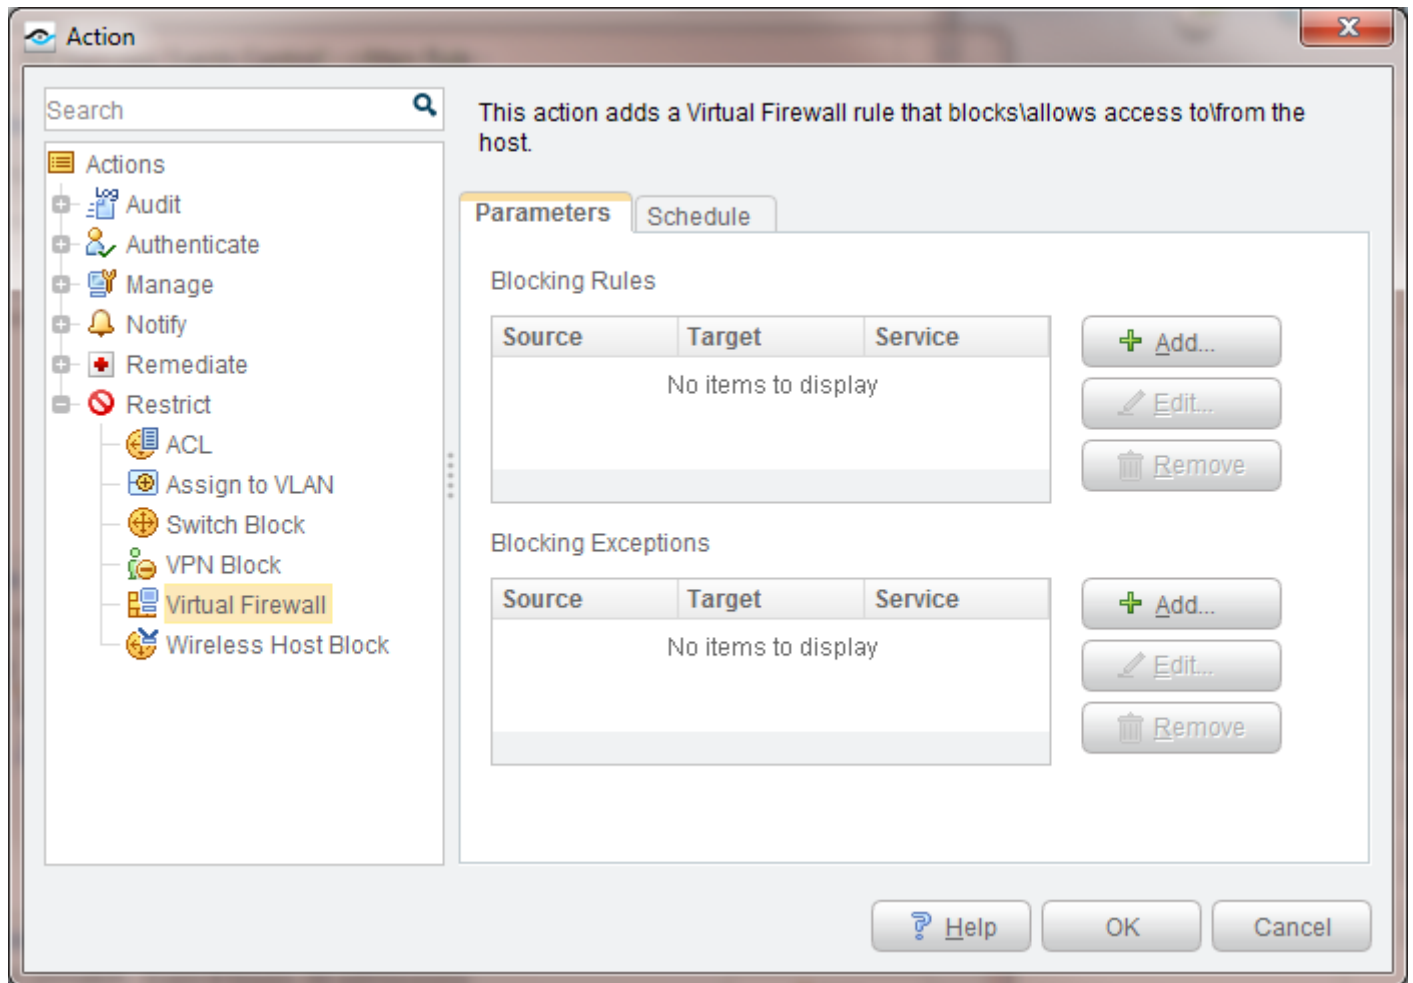 Action
Search
This action adds a Virtual Firewall rule that blocks\allows access to\from the
host.
Actions
Log
Audit
Authenticate
Manage
Notify
Remediate
Restrict
ACL
Assign to VLAN
Switch Block
VPN Block
Virtual Firewall
Wireless Host Block
Parameters
Schedule
Blocking Rules
Source Target Service
No items to display
Add...
Edit...
Remove
Blocking Exceptions
Source Target Service
No items to display
Add...
Edit...
Remove
Help
OK
Cancel